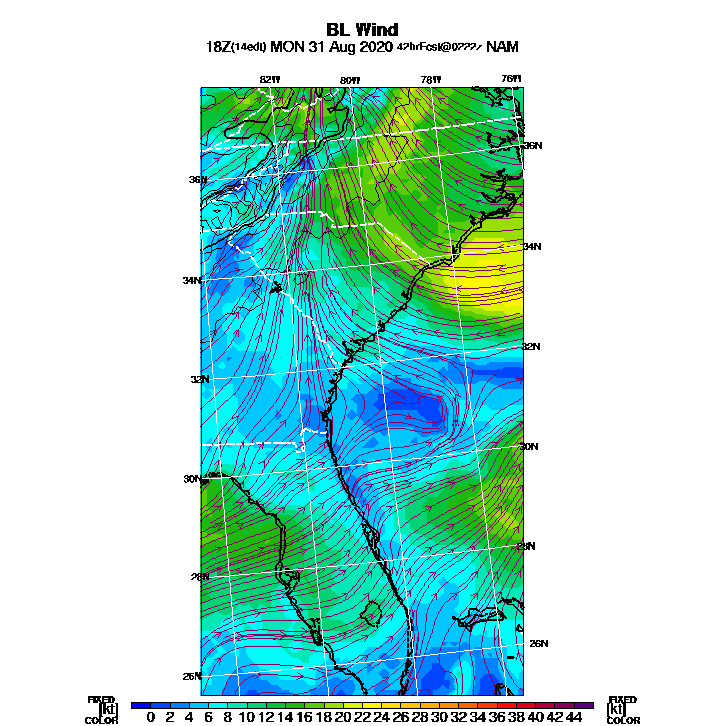 BL Wind
18Z(14edt) MON 31 Aug 2020 42hrFcst@0222z NAM
82W 80W 78W 76W
36N
36N
34N
34N
32N
32N
30N
30N
28N
28N
26N
26N
FIXED FIXED
[kt] 0 2 4 6 8 10 12 14 16 18 20 22 24 26 28 30 32 34 36 38 40 42 44 [kt]
COLOR COLOR